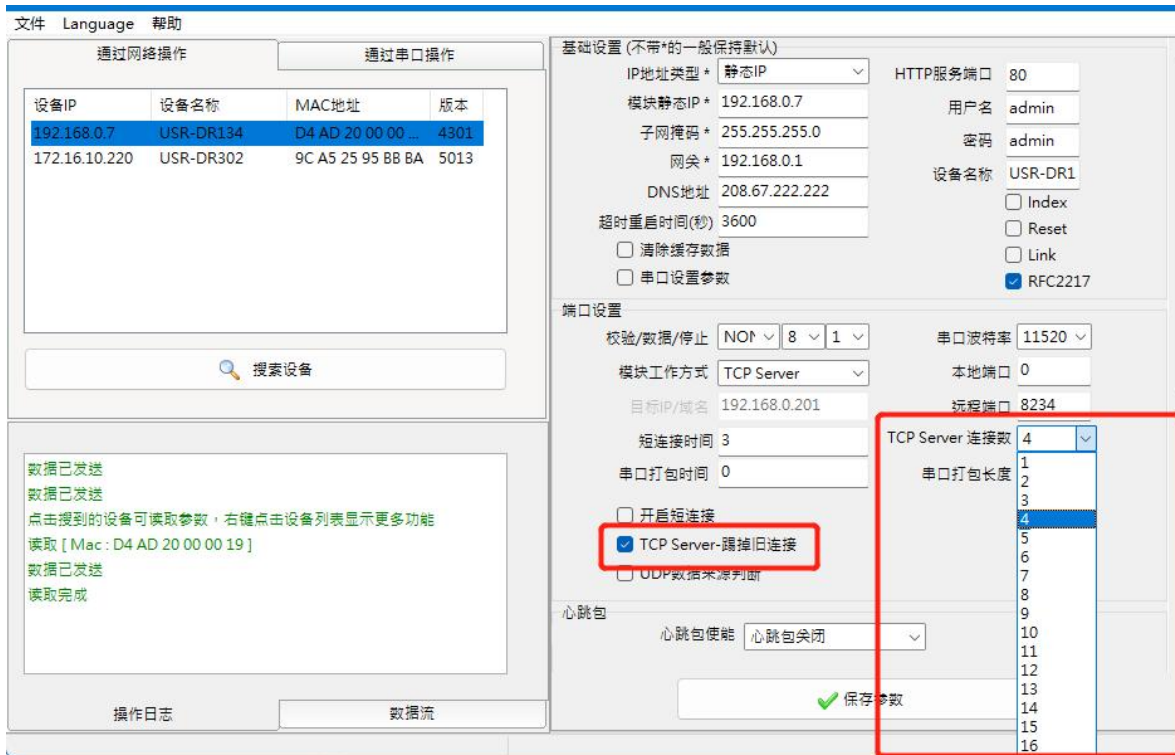 文件 Language 帮助
通过网络操作 通过串口操作
设备IP 设备名称 MAC地址 版本
192.168.0.7 USR-DR134 D4 AD 20 00 00 ... 4301
172.16.10.220 USR-DR302 9C A5 25 95 BB BA 5013
搜索设备
数据已发送
数据已发送
点击搜到的设备可读取参数，右键点击设备列表显示更多功能
读取 [ Mac : D4 AD 20 00 00 19 ]
数据已发送
读取完成
操作日志 数据流
基础设置 (不带*的一般保持默认)
IP地址类型 * 静态IP HTTP服务端口 80
模块静态IP * 192.168.0.7 用户名 admin
子网掩码 * 255.255.255.0 密码 admin
网关 * 192.168.0.1 设备名称 USR-DR1
DNS地址 208.67.222.222 Index
超时重启时间(秒) 3600 Reset
清除缓存数据 Link
串口设置参数 RFC2217
端口设置
校验/数据/停止 NON 8 1 串口波特率 11520
模块工作方式 TCP Server 本地端口 0
目标IP/域名 192.168.0.201 远程端口 8234
短连接时间 3 TCP Server 连接数 4
串口打包时间 0 串口打包长度
1
2
3
4
5
6
7
8
9
10
11
12
13
14
15
16
开启短连接
TCP Server-踢掉旧连接
UDP数据来源判断
心跳包
心跳包使能 心跳包关闭
保存参数